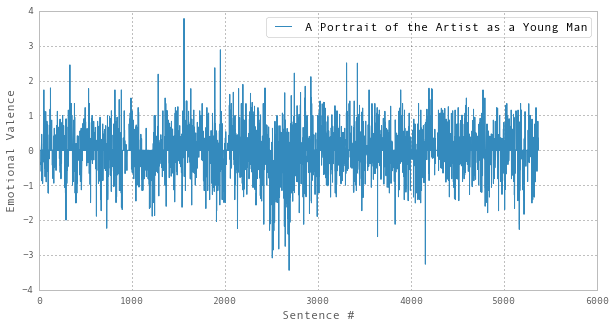 A Portrait of the Artist as a Young Man
4
3
2
1
0
−1
−2
−3
−4
Emotional Valence
0 1000 2000 3000 4000 5000 6000
Sentence #